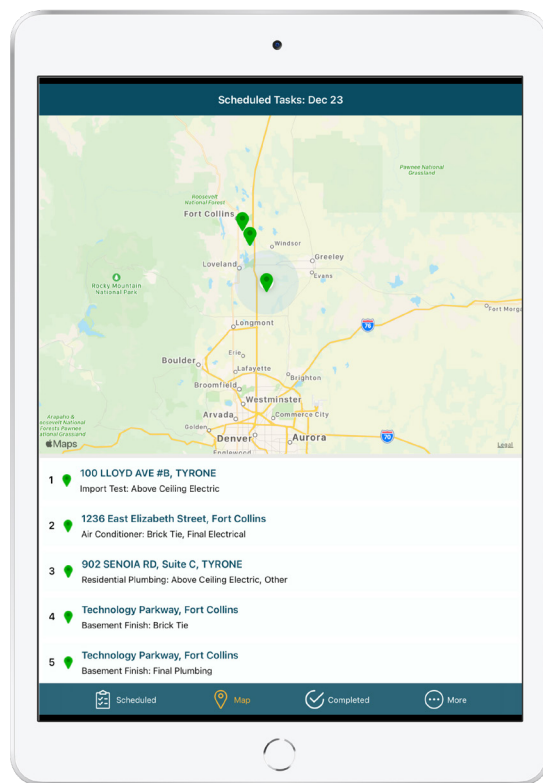 Scheduled Tasks: Dec 23
Pawnee National
Grassland
Roosevelt
National Forest
Fort Collins
Windsor
Greeley
Loveland
Evans
Rocky Mountain
National Park
Fort Morga
Longmont
76
Boulder
Erie
Lafayette
Brighton
Broomfield
Westminster
Arvada
Commerce City
Arapaho &
Golden
Forests Pawnee
Denver
Aurora
70
Maps
Legal
Englewood
1 100 LLOYD AVE #B, TYRONE
Import Test: Above Ceiling Electric
2 1236 East Elizabeth Street, Fort Collins
Air Conditioner: Brick Tie, Final Electrical
3 902 SENOIA RD, Suite C, TYRONE
Residential Plumbing: Above Ceiling Electric, Other
4 Technology Parkway, Fort Collins
Basement Finish: Brick Tie
5 Technology Parkway, Fort Collins
Basement Finish: Final Plumbing
Scheduled Map Completed More